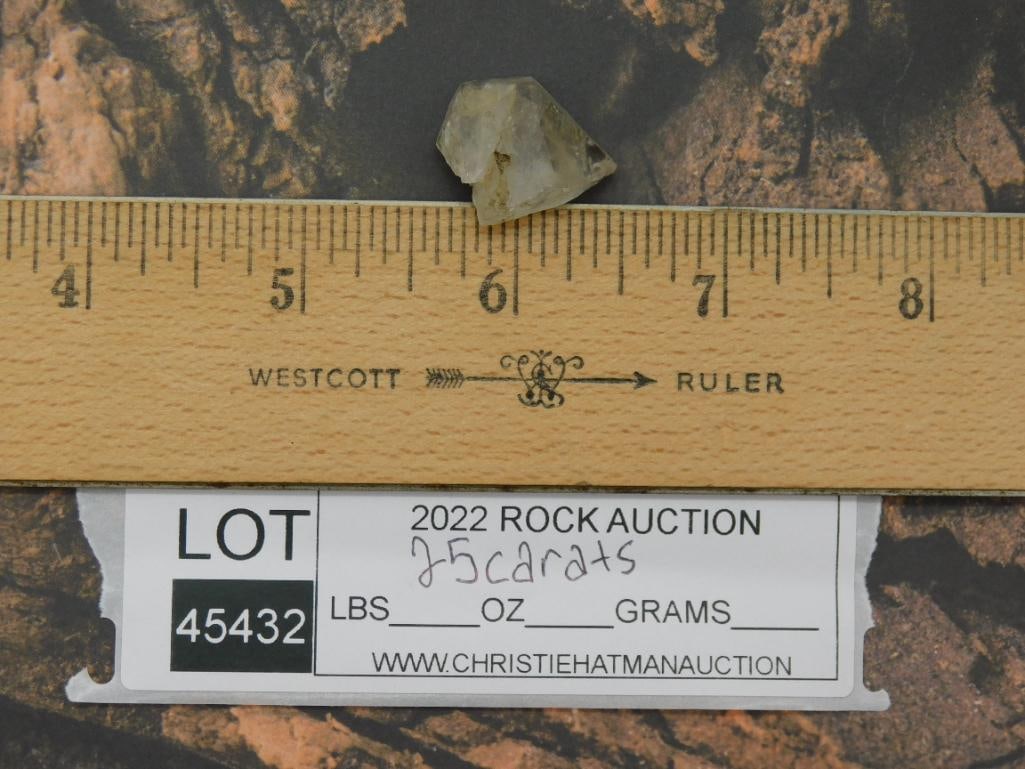 4 5 6 7 8
WESTCOTT RULER
LOT
45432
2022 ROCK AUCTION
25carats
LBS_____OZ_____GRAMS_____
WWW.CHRISTIEHATMANAUCTION